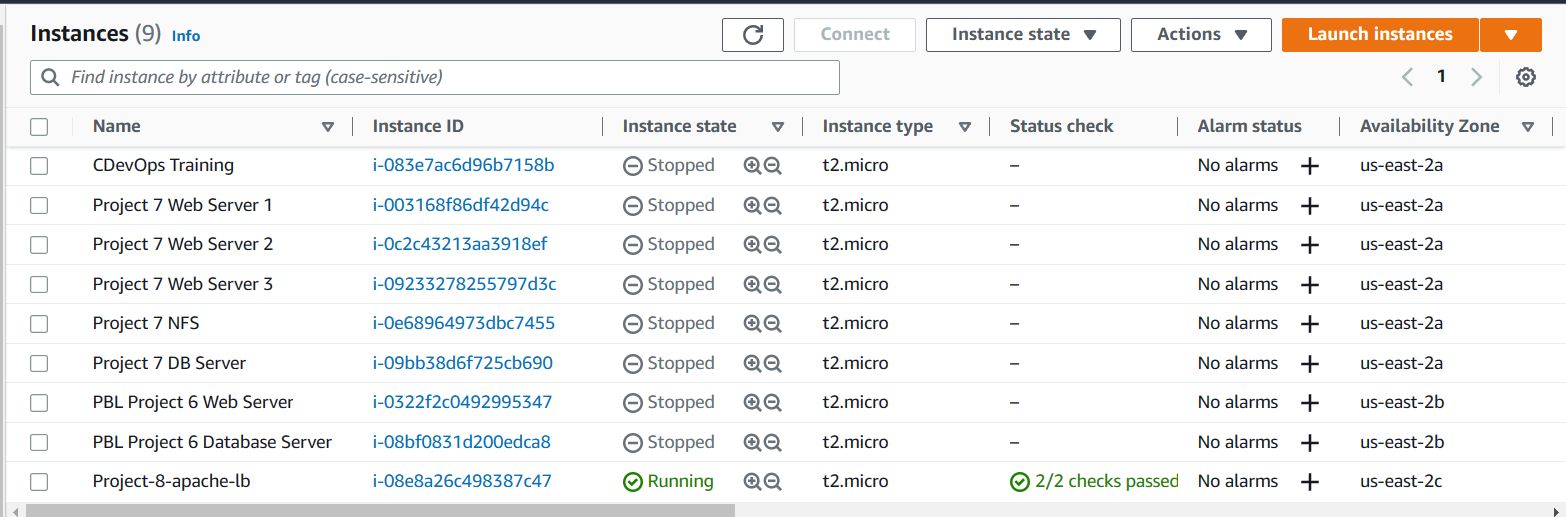 Instances (9) Info Connect Instance state Actions Launch instances
Find instance by attribute or tag (case-sensitive) 1
Name Instance ID Instance state Instance type Status check Alarm status Availability Zone
CDevOps Training i-083e7ac6d96b7158b Stopped t2.micro – No alarms us-east-2a
Project 7 Web Server 1 i-003168f86df42d94c Stopped t2.micro – No alarms us-east-2a
Project 7 Web Server 2 i-0c2c43213aa3918ef Stopped t2.micro – No alarms us-east-2a
Project 7 Web Server 3 i-09233278255797d3c Stopped t2.micro – No alarms us-east-2a
Project 7 NFS i-0e68964973dbc7455 Stopped t2.micro – No alarms us-east-2a
Project 7 DB Server i-09bb38d6f725cb690 Stopped t2.micro – No alarms us-east-2a
PBL Project 6 Web Server i-0322f2c0492995347 Stopped t2.micro – No alarms us-east-2b
PBL Project 6 Database Server i-08bf0831d200edca8 Stopped t2.micro – No alarms us-east-2b
Project-8-apache-lb i-08e8a26c498387c47 Running t2.micro 2/2 checks passed No alarms us-east-2c